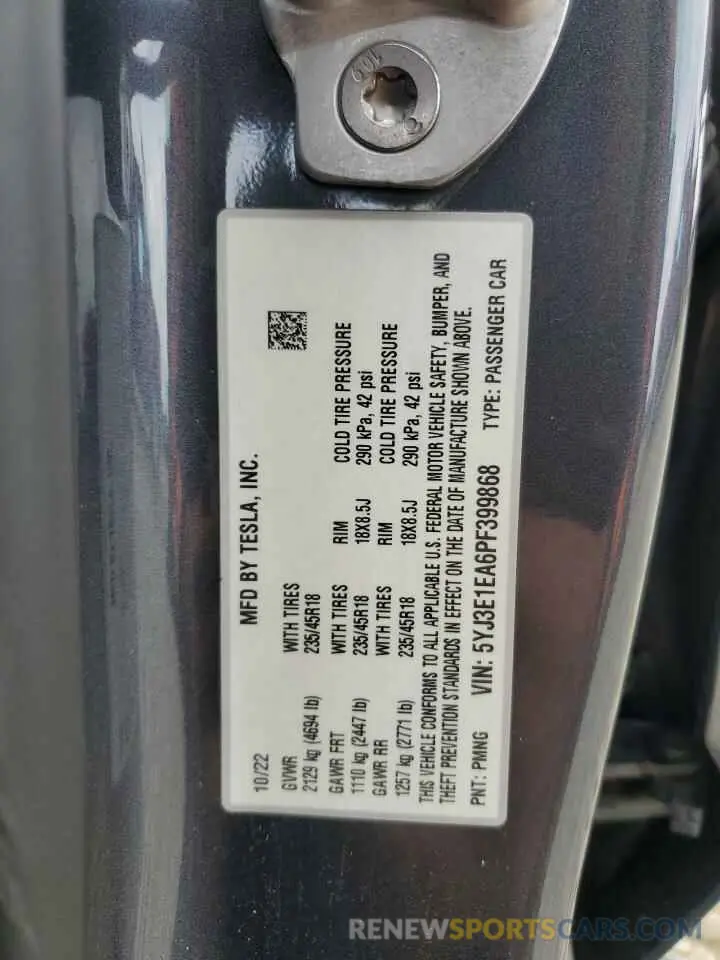 109
10/22 MFD BY TESLA, INC.
GVWR WITH TIRES RIM COLD TIRE PRESSURE
2129 kg (4694 lb) 235/45R18 18X8.5J 290 kPa, 42 psi
GAWR FRT WITH TIRES RIM COLD TIRE PRESSURE
1110 kg (2447 lb) 235/45R18 18X8.5J 290 kPa, 42 psi
GAWR RR WITH TIRES
1257 kg (2771 lb) 235/45R18
THIS VEHICLE CONFORMS TO ALL APPLICABLE U.S. FEDERAL MOTOR VEHICLE SAFETY, BUMPER, AND
THEFT PREVENTION STANDARDS IN EFFECT ON THE DATE OF MANUFACTURE SHOWN ABOVE.
PNT: PMNG VIN: 5YJ3E1EA6PF399868 TYPE: PASSENGER CAR
RENEWSPORTSCARS.COM